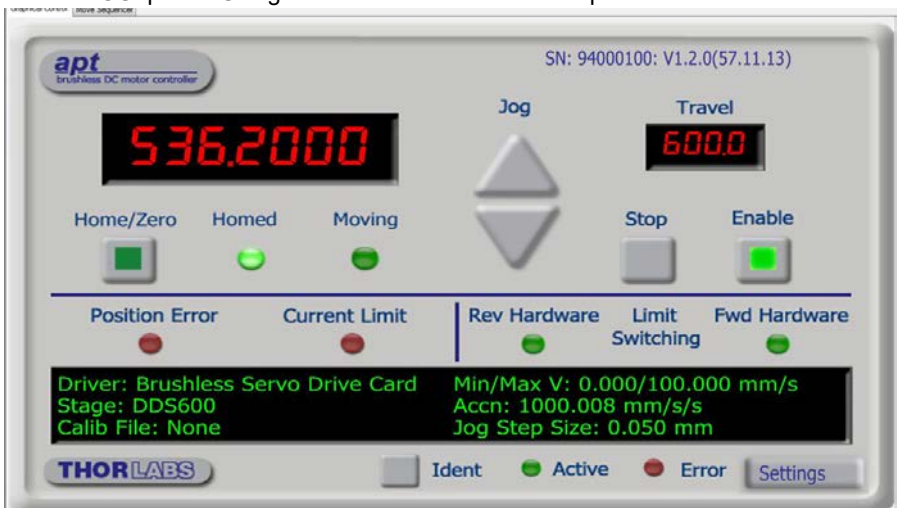 Graphical Control Move Sequencer
apt
brushless DC motor controller
SN: 94000100: V1.2.0(57.11.13)
Jog
Travel
536.2000
600.0
Home/Zero Homed Moving
Stop Enable
Position Error Current Limit
Rev Hardware Limit Switching Fwd Hardware
Driver: Brushless Servo Drive Card
Stage: DDS600
Calib File: None
Min/Max V: 0.000/100.000 mm/s
Accn: 1000.008 mm/s/s
Jog Step Size: 0.050 mm
THORLABS
Ident Active Error Settings